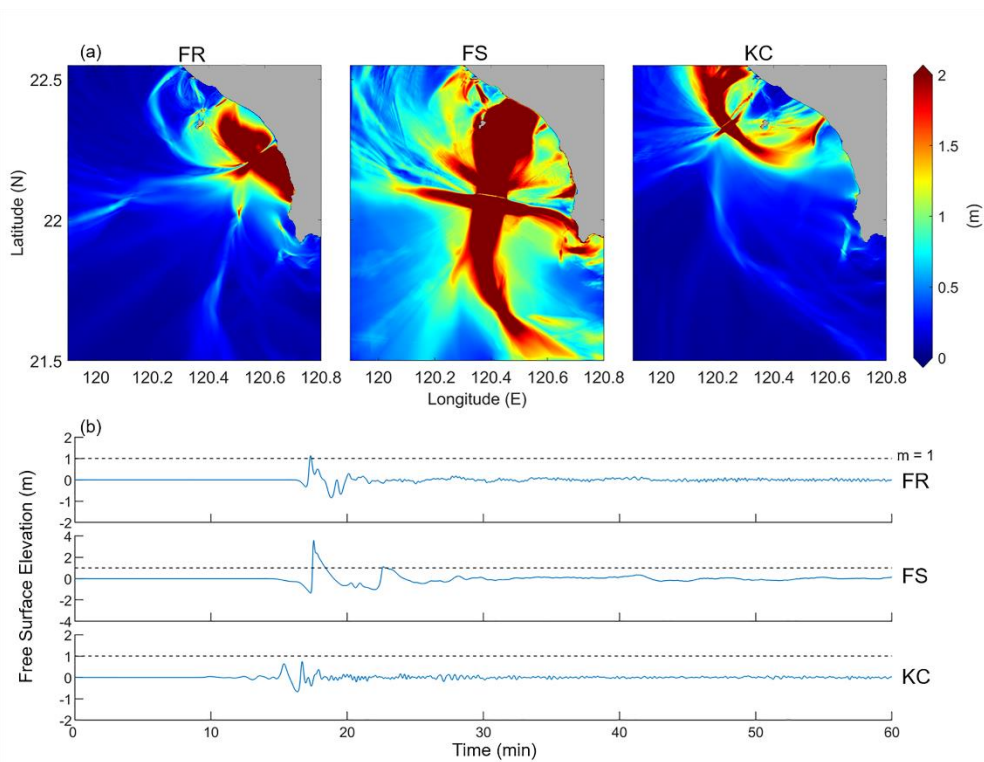 (a)
FR
FS
KC
22.5
22
21.5
Latitude (N)
120 120.2 120.4 120.6 120.8
120 120.2 120.4 120.6 120.8
120 120.2 120.4 120.6 120.8
Longitude (E)
2
1.5
1
0.5
0
(m)
(b)
2
1
0
-1
-2
m = 1
FR
4
2
0
-2
-4
FS
2
1
0
-1
-2
KC
Free Surface Elevation (m)
0 10 20 30 40 50 60
Time (min)